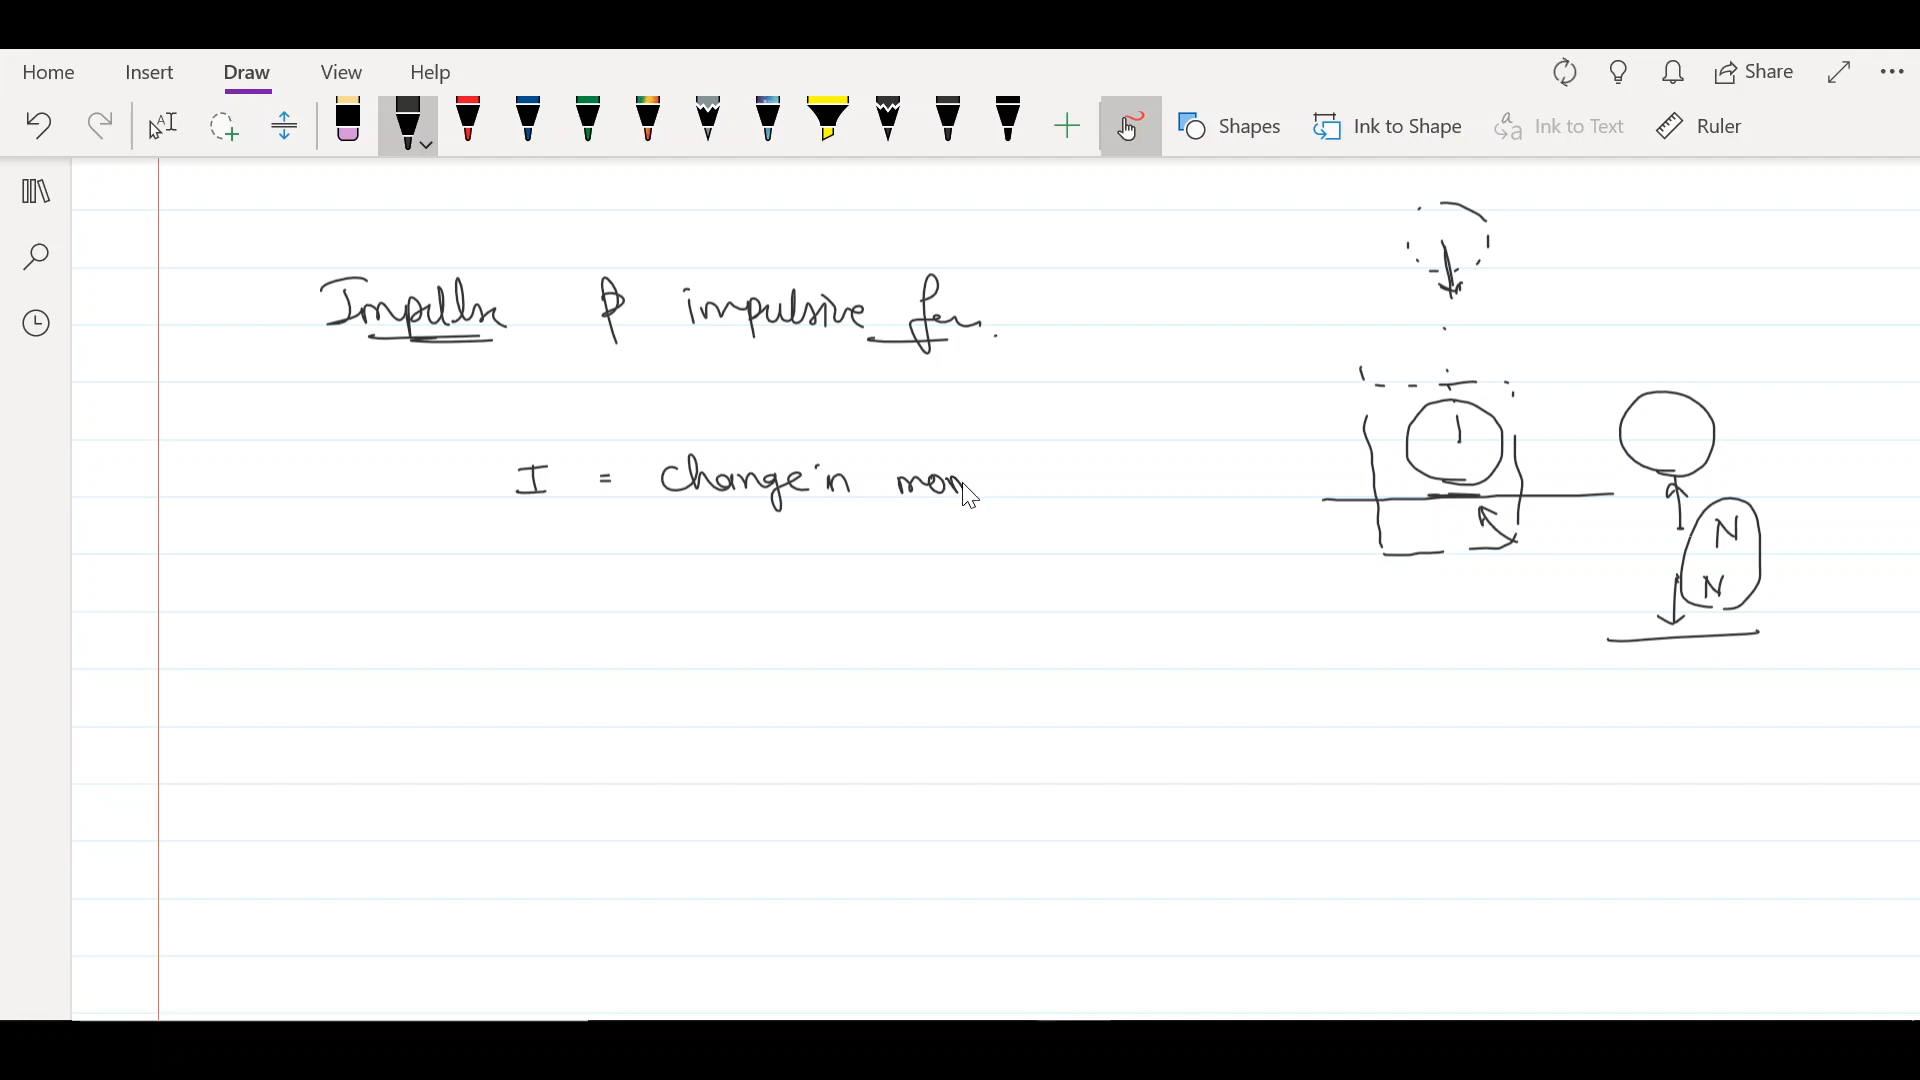 Home Insert Draw View Help Share
Shapes Ink to Shape Ink to Text Ruler
Impulse & impulsive
I = change in mom
N
N